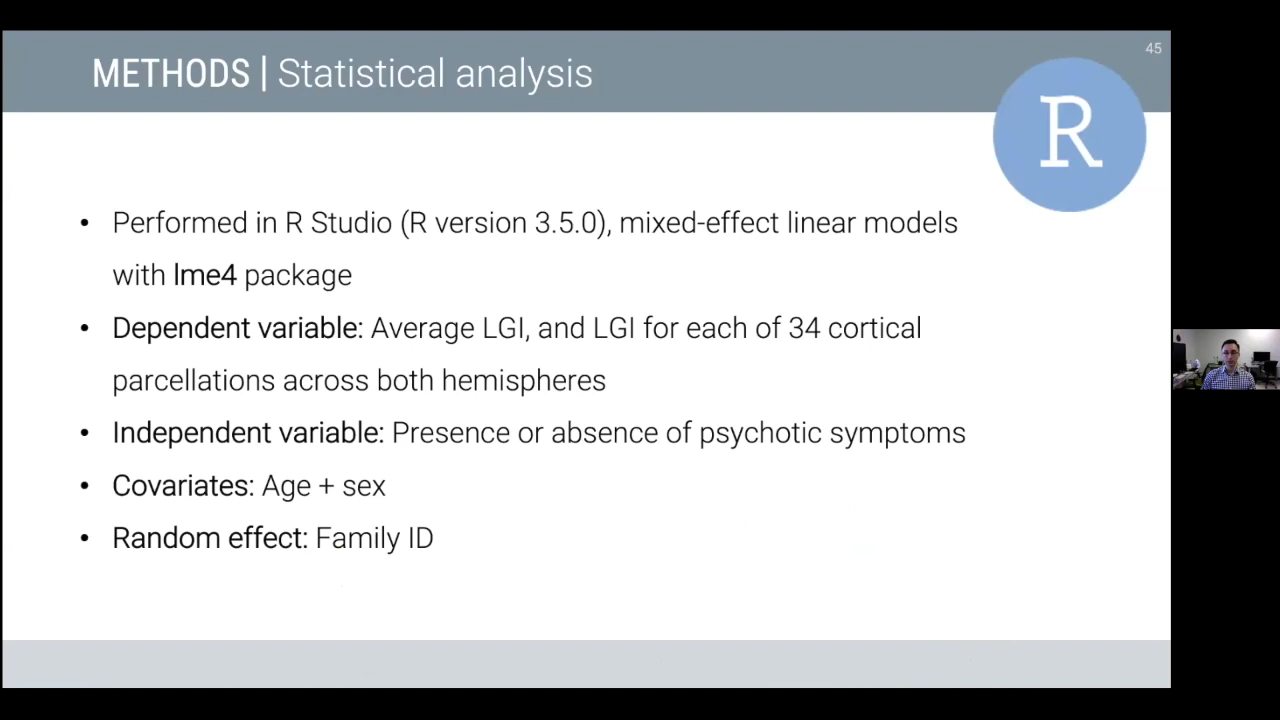 45
METHODS | Statistical analysis
R
• Performed in R Studio (R version 3.5.0), mixed-effect linear models
with lme4 package
• Dependent variable: Average LGI, and LGI for each of 34 cortical
parcellations across both hemispheres
• Independent variable: Presence or absence of psychotic symptoms
• Covariates: Age + sex
• Random effect: Family ID